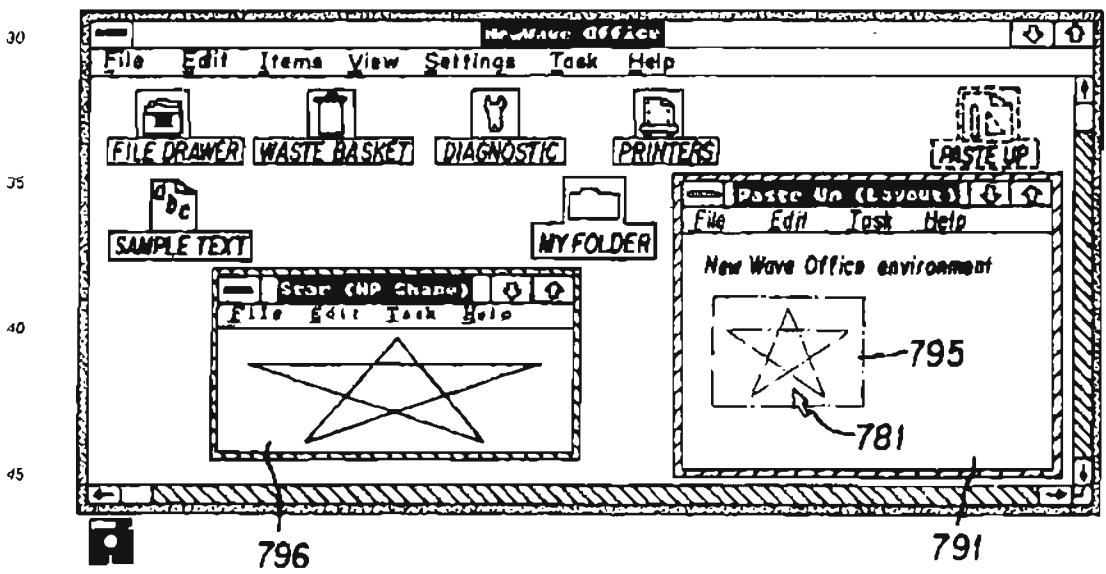 30
NewWave Office
File Edit Items View Settings Task Help
FILE DRAWER WASTE BASKET DIAGNOSTIC PRINTERS PASTE UP
35
Paste Up (Layout)
File Edit Task Help
abc
SAMPLE TEXT MY FOLDER
New Wave Office environment
Star (HP Shape)
File Edit Task Help
40
795
781
45
796 791